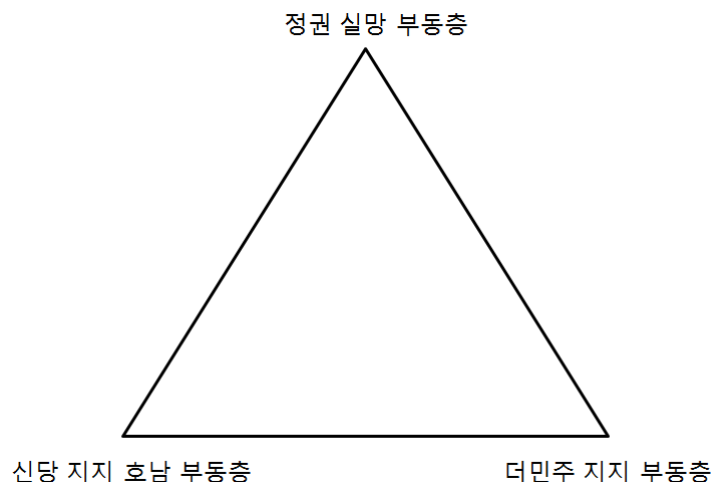 정권 실망 부동층
신당 지지 호남 부동층
더민주 지지 부동층